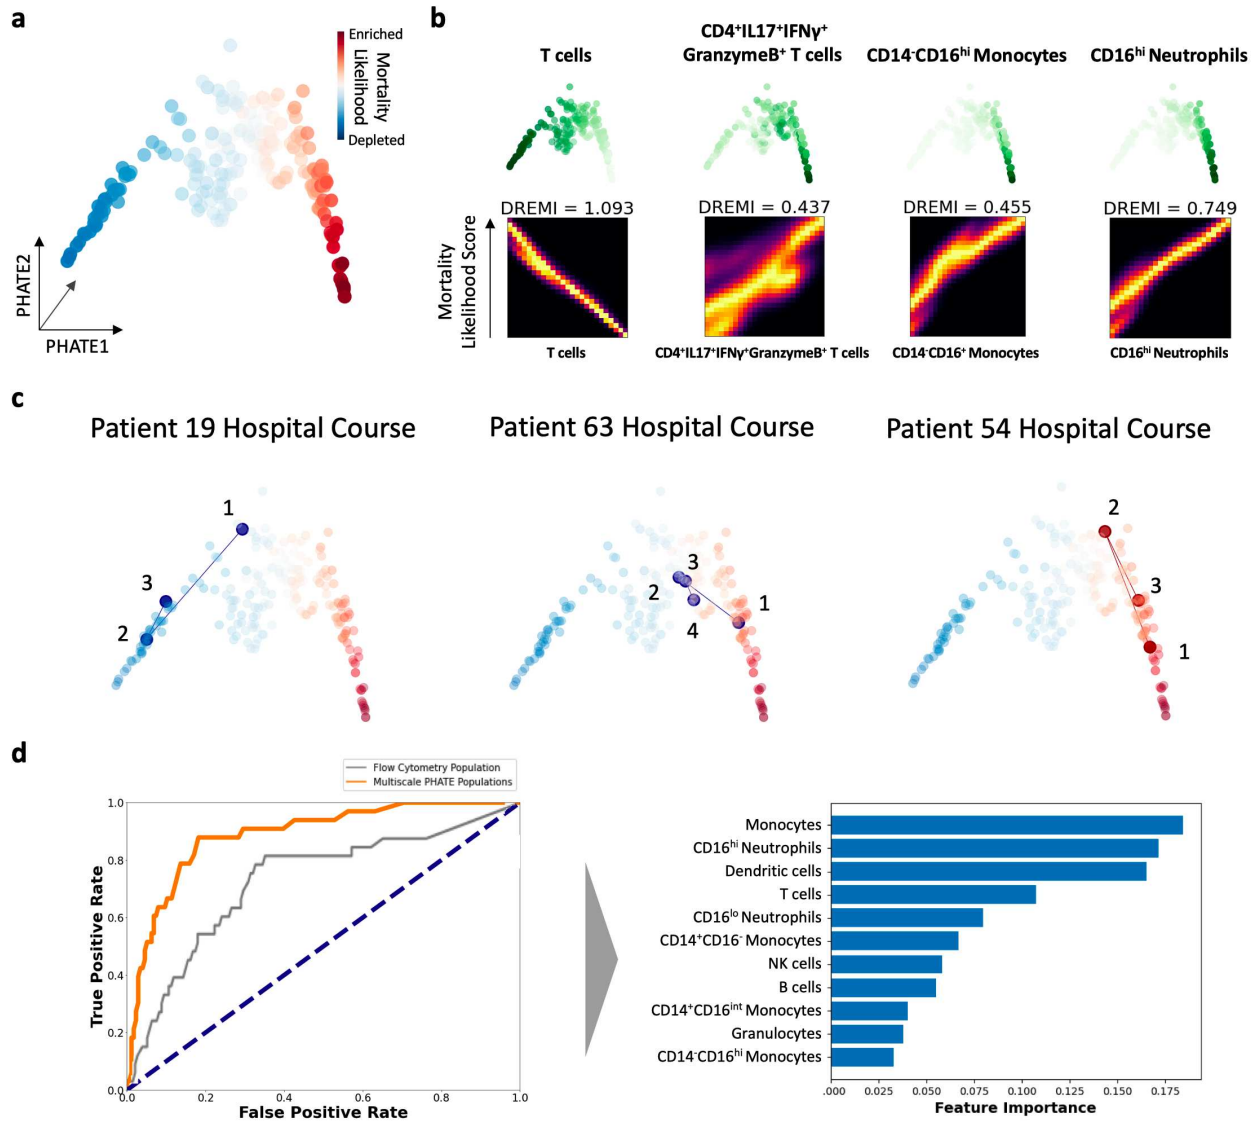 a
Enriched
Mortality
Likelihood
Depleted
PHATE2
PHATE1
b
T cells
CD4⁺IL17⁺IFNγ⁺
GranzymeB⁺ T cells
CD14⁻CD16ʰⁱ Monocytes
CD16ʰⁱ Neutrophils
DREMI = 1.093
DREMI = 0.437
DREMI = 0.455
DREMI = 0.749
Mortality
Likelihood Score
T cells
CD4⁺IL17⁺IFNγ⁺GranzymeB⁺ T cells
CD14⁻CD16⁺ Monocytes
CD16ʰⁱ Neutrophils
c
Patient 19 Hospital Course
1
3
2
Patient 63 Hospital Course
3
2
1
4
Patient 54 Hospital Course
2
3
1
d
Flow Cytometry Population
Multiscale PHATE Populations
True Positive Rate
1.0
0.8
0.6
0.4
0.2
0.0
0.0
0.2
0.4
0.6
0.8
1.0
False Positive Rate
Monocytes
CD16ʰⁱ Neutrophils
Dendritic cells
T cells
CD16ˡᵒ Neutrophils
CD14⁺CD16⁻ Monocytes
NK cells
B cells
CD14⁺CD16ⁱⁿᵗ Monocytes
Granulocytes
CD14⁻CD16ʰⁱ Monocytes
.000
0.025
0.050
0.075
0.100
0.125
0.150
0.175
Feature Importance